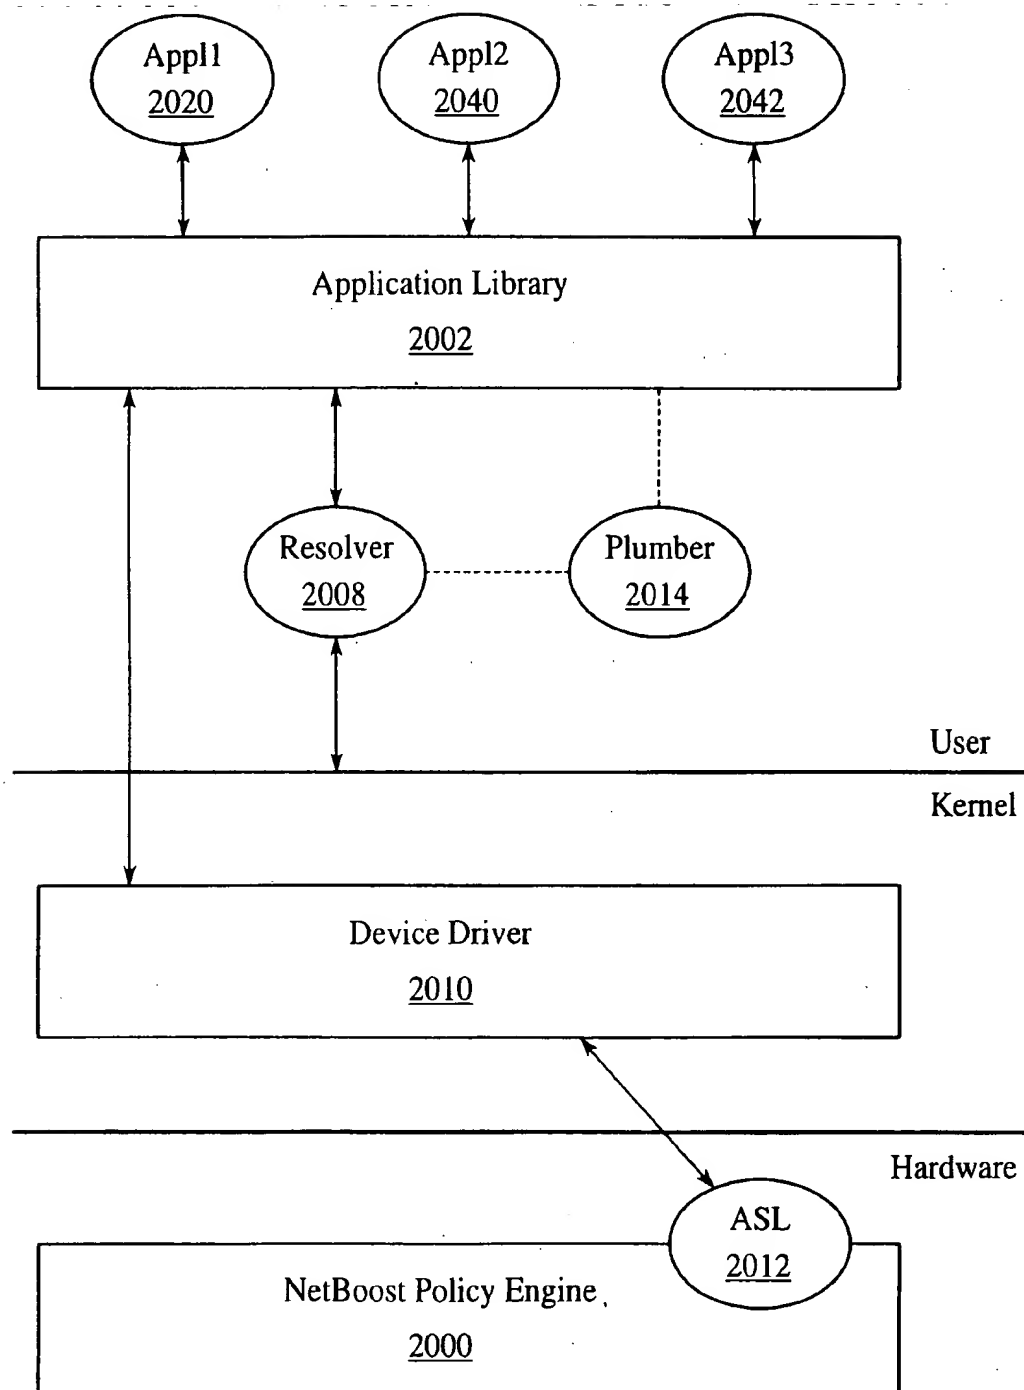 Appl1
2020
Appl2
2040
Appl3
2042
Application Library
2002
Resolver
2008
Plumber
2014
User
Kernel
Device Driver
2010
Hardware
ASL
2012
NetBoost Policy Engine
2000